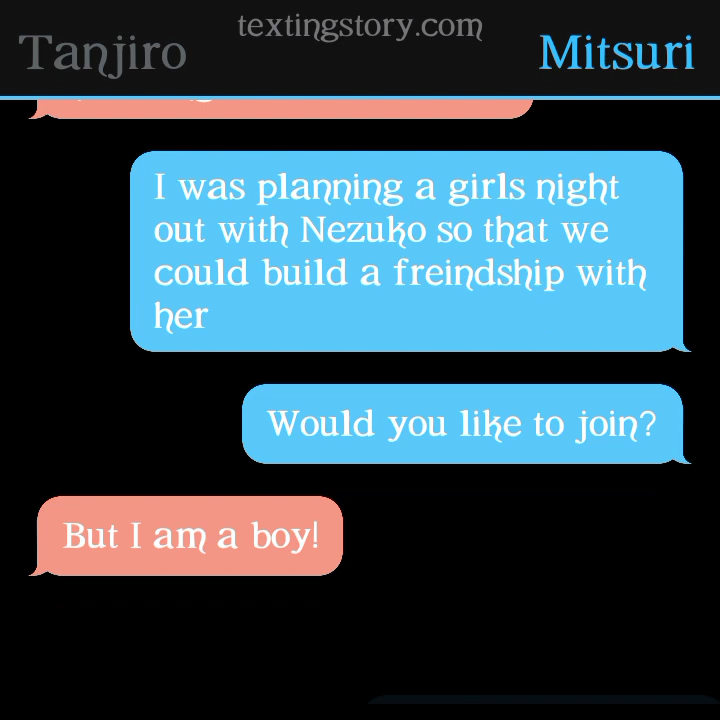 textingstory.com
Tanjiro
Mitsuri
I was planning a girls night
out with Nezuko so that we
could build a freindship with
her
Would you like to join?
But I am a boy!